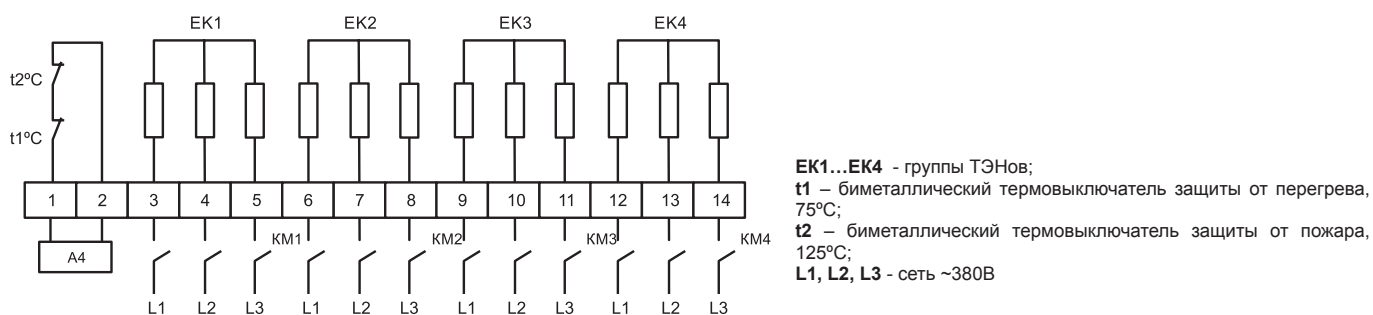 EK1 EK2 EK3 EK4
t2ºC
t1ºC
1 2 3 4 5 6 7 8 9 10 11 12 13 14
A4
KM1 KM2 KM3 KM4
L1 L2 L3 L1 L2 L3 L1 L2 L3 L1 L2 L3
EK1…EK4 - группы ТЭНов;
t1 – биметаллический термовыключатель защиты от перегрева,
75ºС;
t2 – биметаллический термовыключатель защиты от пожара,
125ºС;
L1, L2, L3 - сеть ~380В